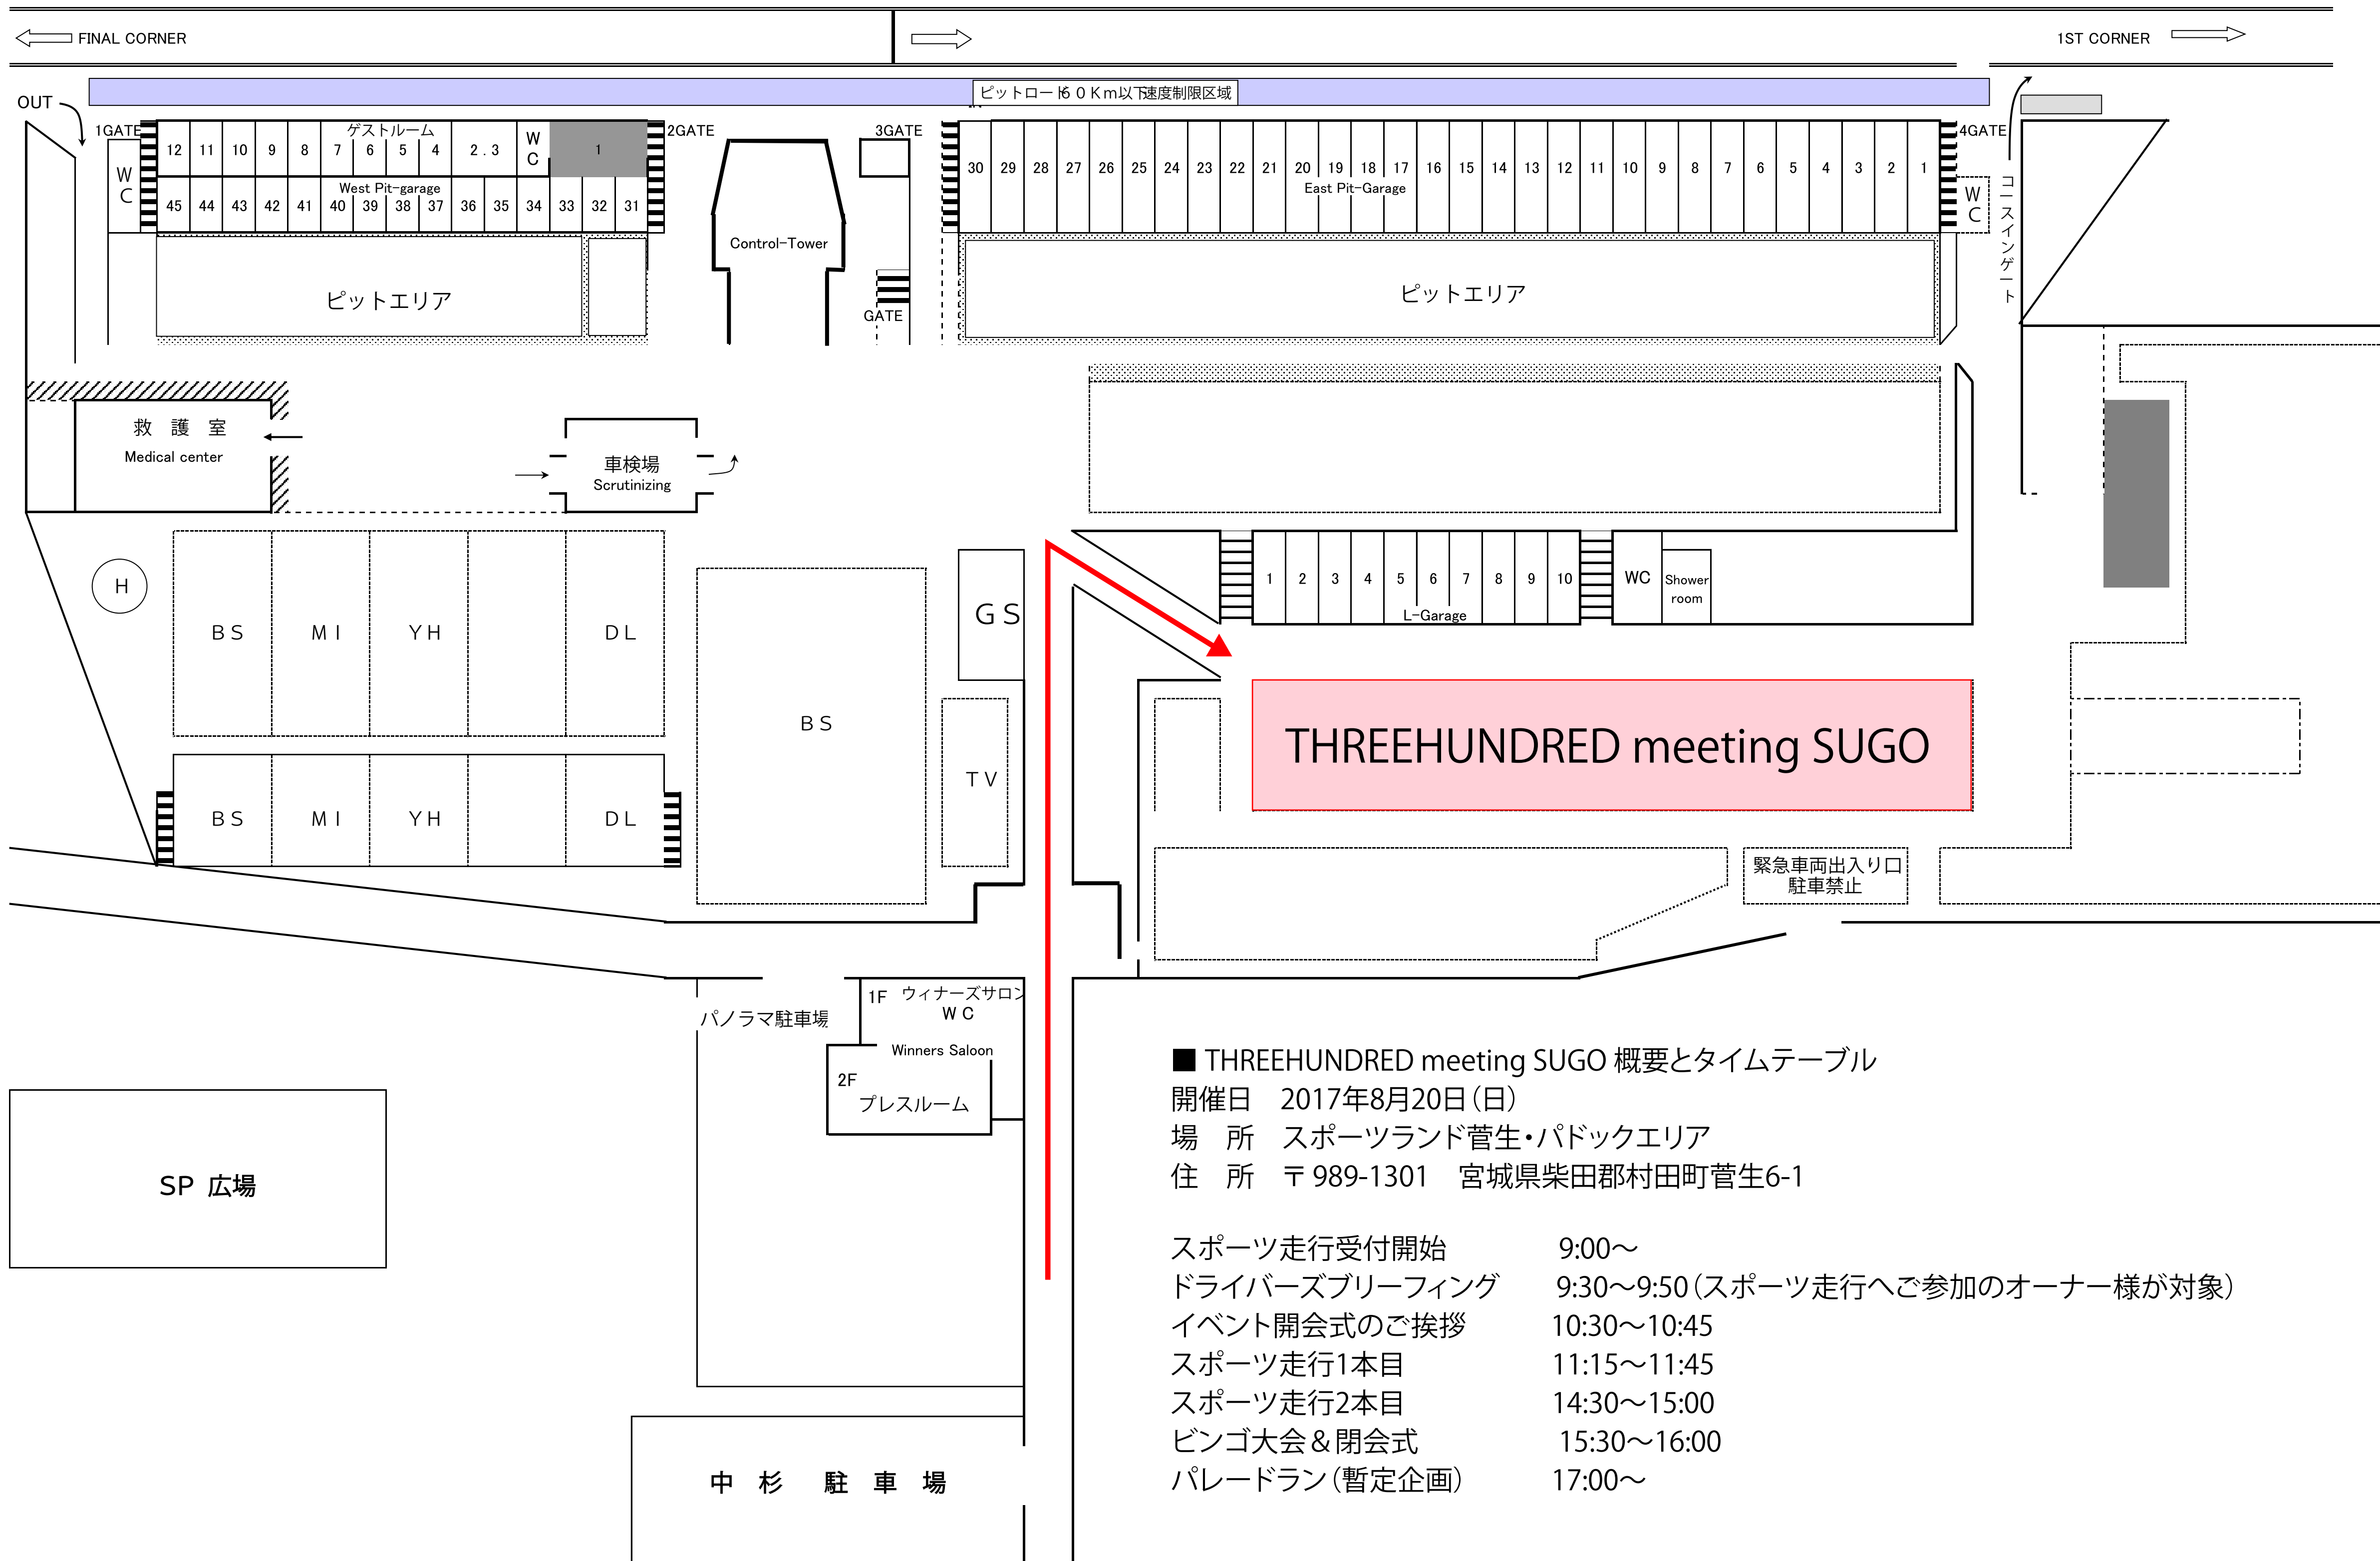 FINAL CORNER
1ST CORNER
ピットロード60Km以下速度制限区域
OUT
1GATE
2GATE
3GATE
4GATE
WC
12 11 10 9 8 7 6 5 4 2.3 WC 1
ゲストルーム
West Pit-garage
45 44 43 42 41 40 39 38 37 36 35 34 33 32 31
Control-Tower
GATE
30 29 28 27 26 25 24 23 22 21 20 19 18 17 16 15 14 13 12 11 10 9 8 7 6 5 4 3 2 1
East Pit-Garage
WC
コースインゲート
ピットエリア
ピットエリア
救 護 室
Medical center
車検場
Scrutinizing
H
BS MI YH DL
BS MI YH DL
BS
GS
TV
1 2 3 4 5 6 7 8 9 10
L-Garage
WC
Shower
room
THREEHUNDRED meeting SUGO
緊急車両出入り口
駐車禁止
パノラマ駐車場
1F ウィナーズサロン
WC
Winners Saloon
2F
プレスルーム
SP 広場
中 杉 駐 車 場
■ THREEHUNDRED meeting SUGO 概要とタイムテーブル
開催日 2017年8月20日(日)
場 所 スポーツランド菅生・パドックエリア
住 所 〒989-1301 宮城県柴田郡村田町菅生6-1
スポーツ走行受付開始 9:00〜
ドライバーズブリーフィング 9:30〜9:50(スポーツ走行へご参加のオーナー様が対象)
イベント開会式のご挨拶 10:30〜10:45
スポーツ走行1本目 11:15〜11:45
スポーツ走行2本目 14:30〜15:00
ビンゴ大会＆閉会式 15:30〜16:00
パレードラン(暫定企画) 17:00〜